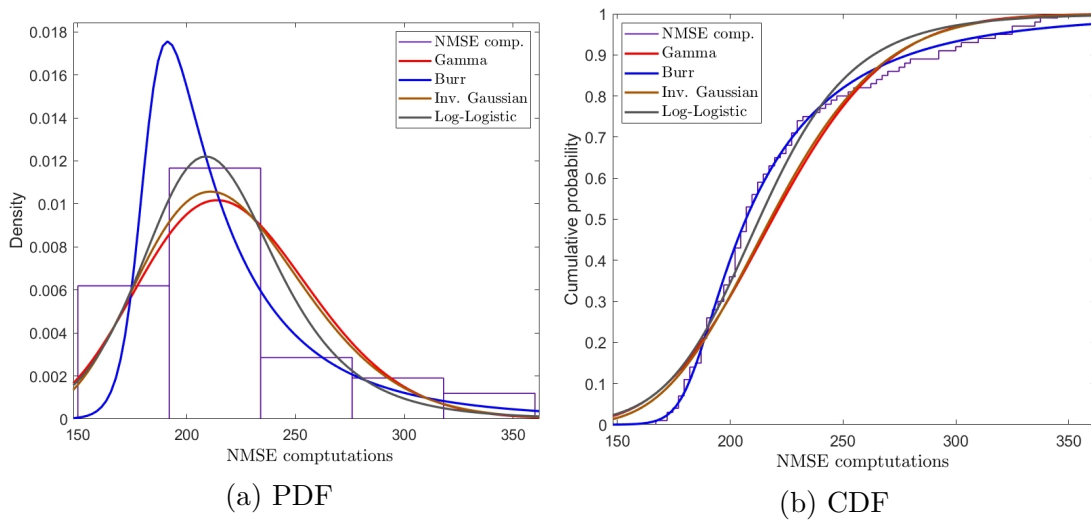 0.018
0.016
0.014
0.012
0.01
0.008
0.006
0.004
0.002
0
Density
150
200
250
300
350
NMSE comptutations
NMSE comp.
Gamma
Burr
Inv. Gaussian
Log-Logistic
(a) PDF
1
0.9
0.8
0.7
0.6
0.5
0.4
0.3
0.2
0.1
0
Cumulative probability
150
200
250
300
350
NMSE comptutations
NMSE comp.
Gamma
Burr
Inv. Gaussian
Log-Logistic
(b) CDF